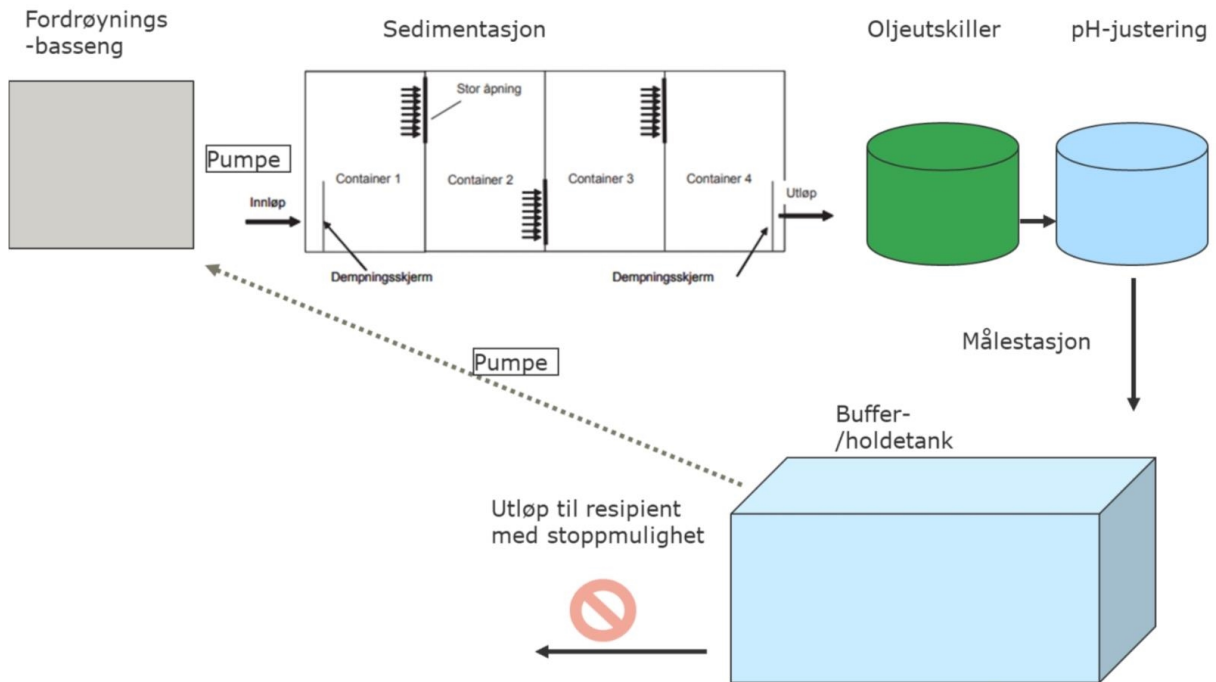 Fordrøynings
-basseng
Sedimentasjon
Oljeutskiller
pH-justering
Stor åpning
Pumpe
Container 1
Container 2
Container 3
Container 4
Innløp
Utløp
Dempningsskjerm
Dempningsskjerm
Målestasjon
Pumpe
Buffer-
/holdetank
Utløp til resipient
med stoppmulighet